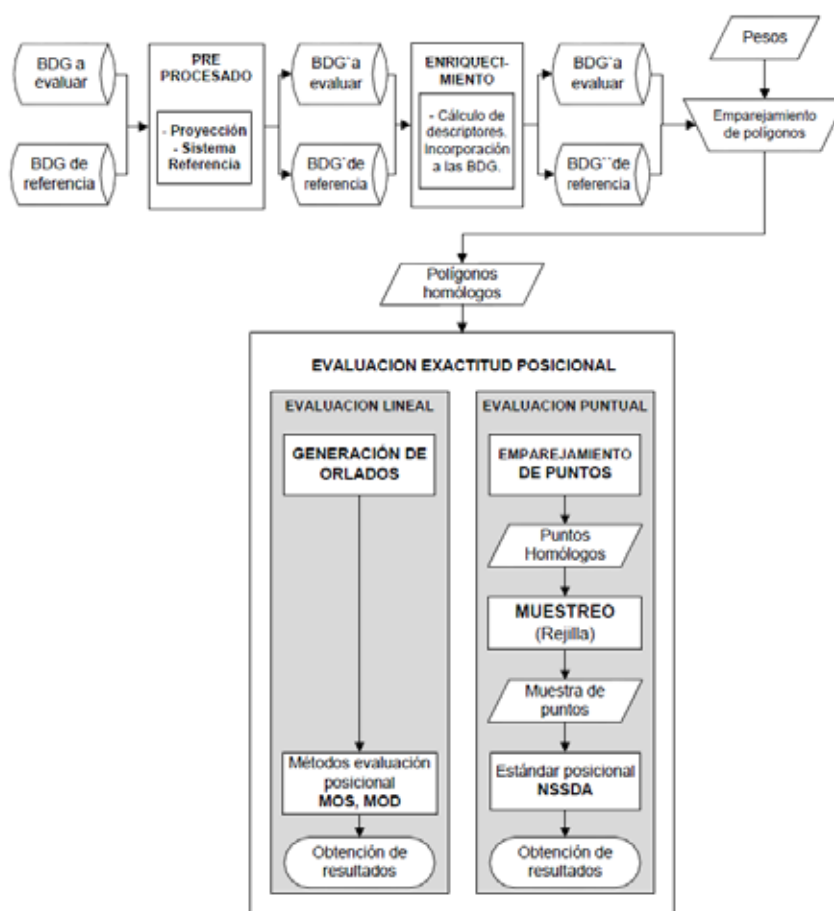 BDG a
evaluar
BDG de
referencia
PRE
PROCESADO
- Proyección
- Sistema
Referencia
BDG` a
evaluar
BDG` de
referencia
ENRIQUECI-
MIENTO
- Cálculo de
descriptores.
Incorporación
a las BDG.
BDG`` a
evaluar
BDG`` de
referencia
Pesos
Emparejamiento
de polígonos
Polígonos
homólogos
EVALUACION EXACTITUD POSICIONAL
EVALUACION LINEAL
GENERACIÓN DE
ORLADOS
Métodos evaluación
posicional
MOS, MOD
Obtención de
resultados
EVALUACION PUNTUAL
EMPAREJAMIENTO
DE PUNTOS
Puntos
Homólogos
MUESTREO
(Rejilla)
Muestra de
puntos
Estándar posicional
NSSDA
Obtención de
resultados